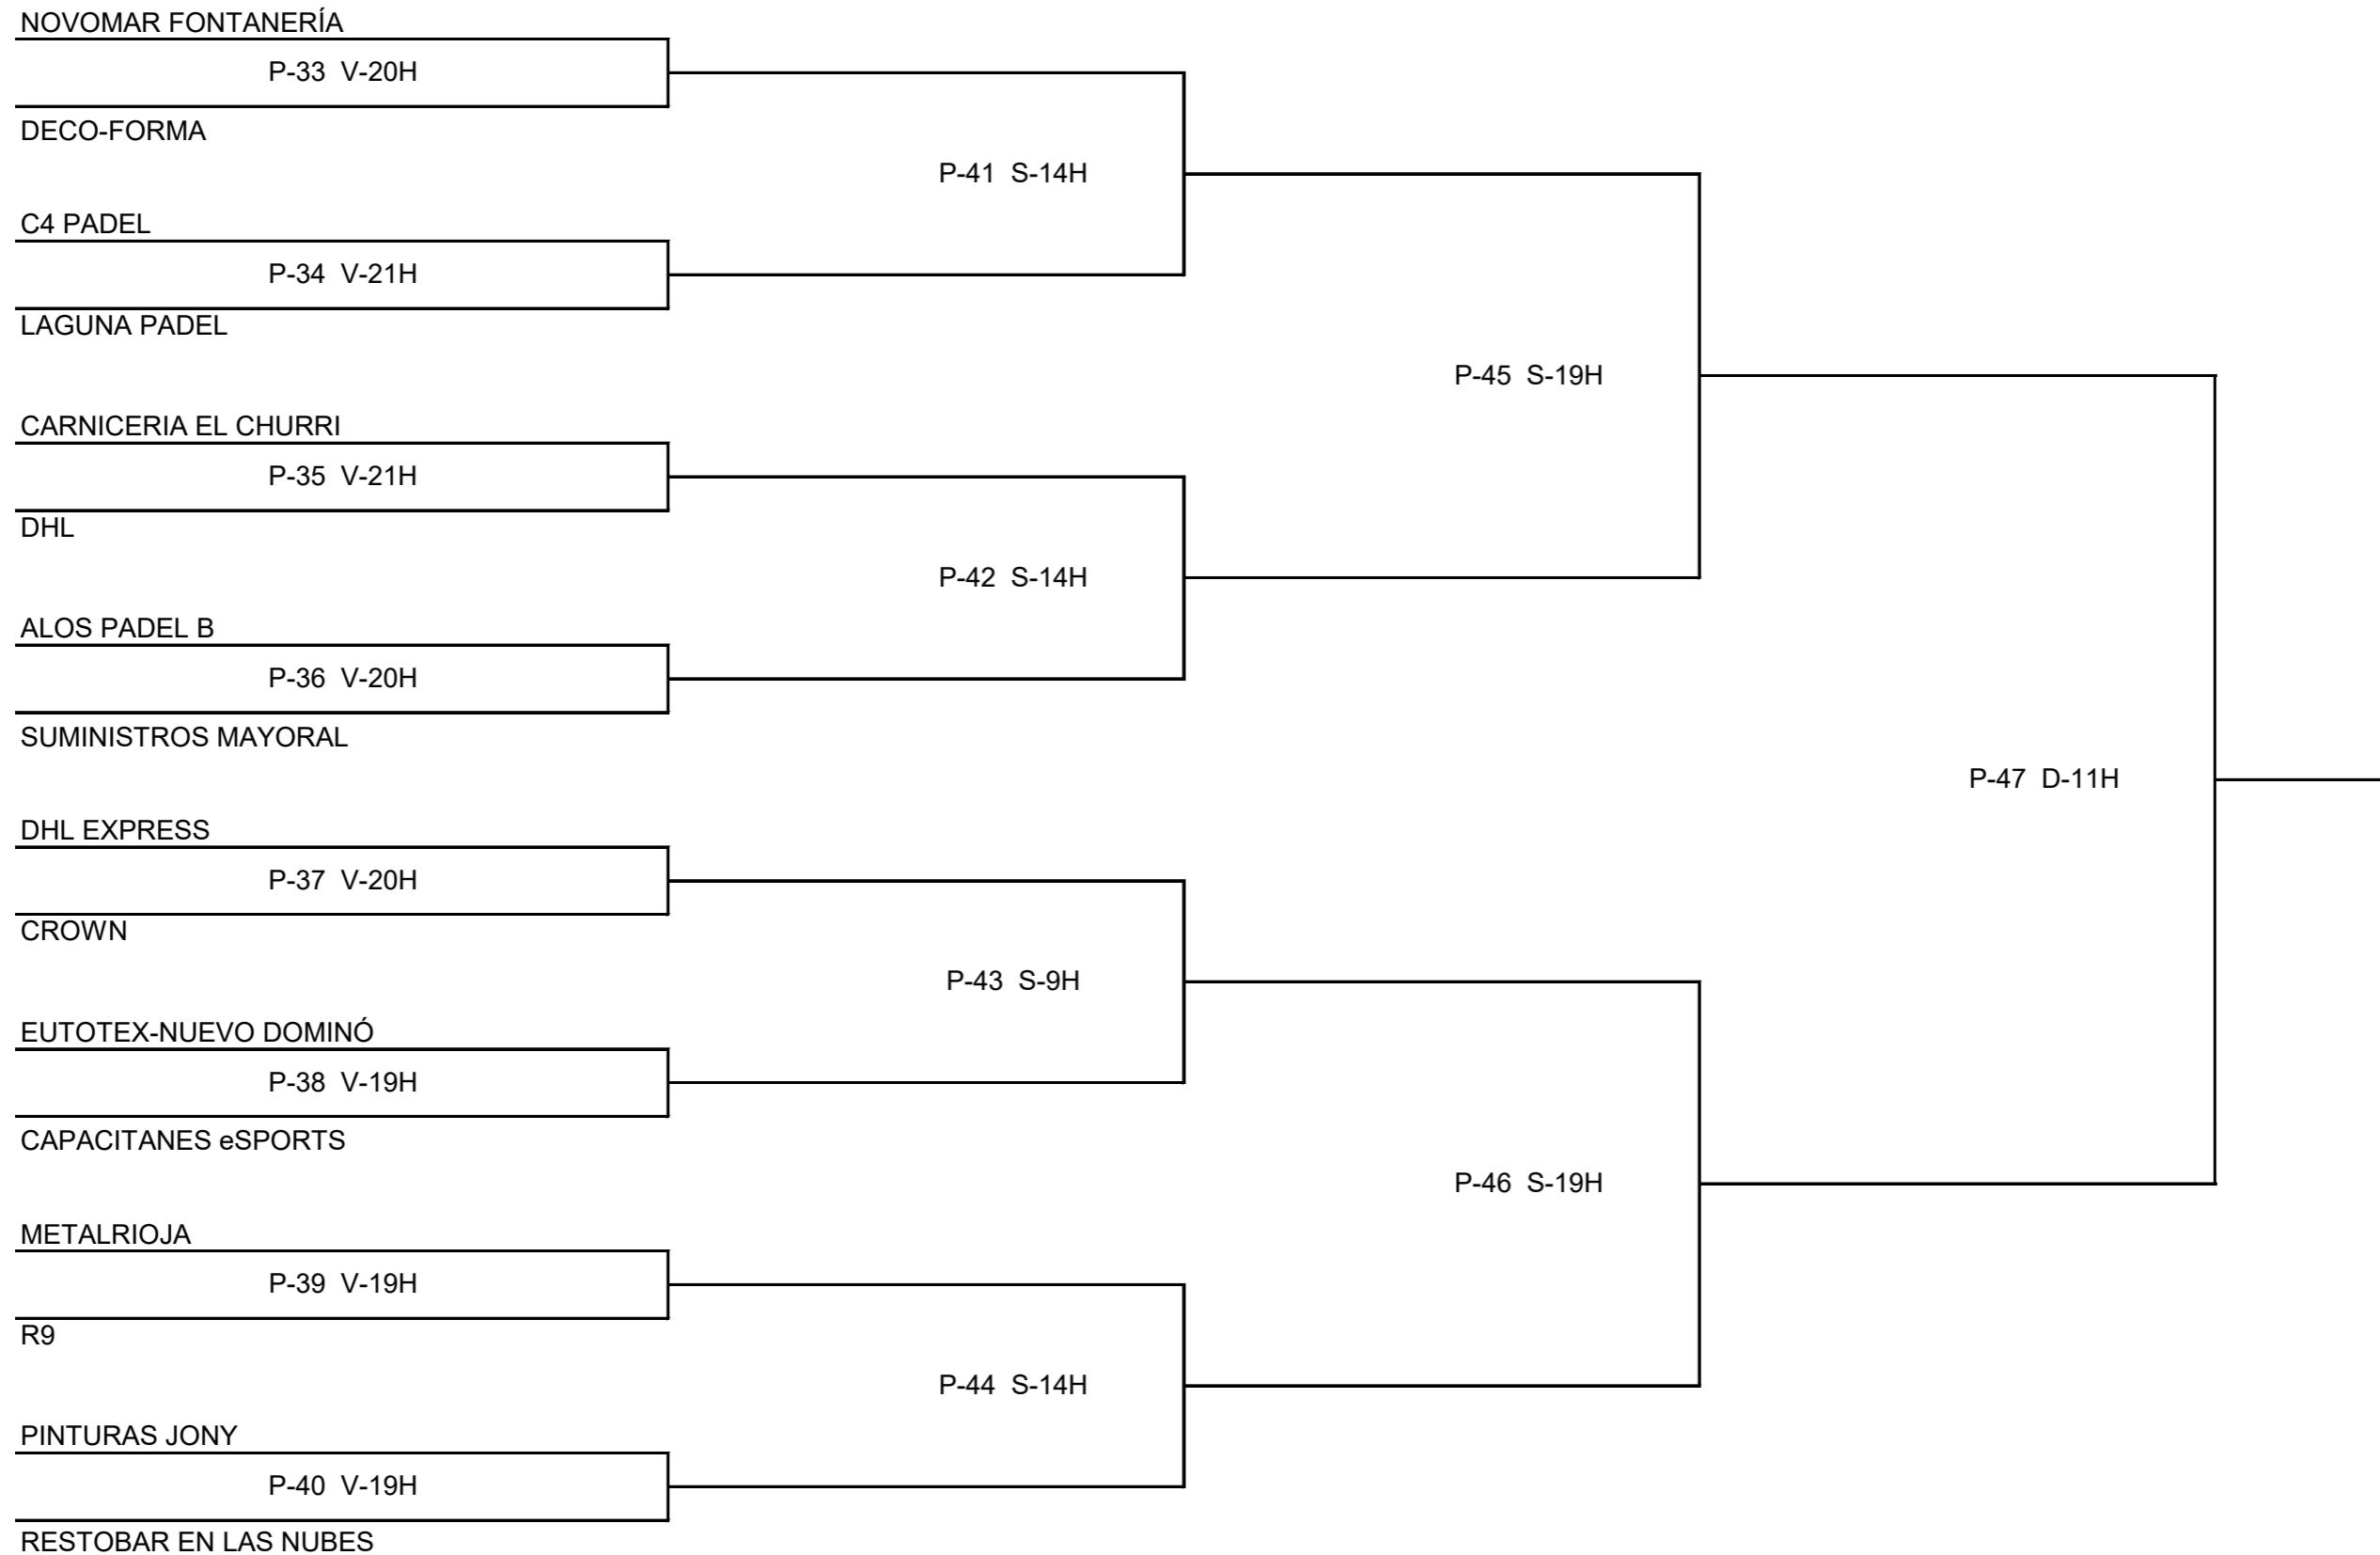 NOVOMAR FONTANERÍA
P-33 V-20H
DECO-FORMA
P-41 S-14H
C4 PADEL
P-34 V-21H
LAGUNA PADEL
P-45 S-19H
CARNICERIA EL CHURRI
P-35 V-21H
DHL
P-42 S-14H
ALOS PADEL B
P-36 V-20H
SUMINISTROS MAYORAL
P-47 D-11H
DHL EXPRESS
P-37 V-20H
CROWN
P-43 S-9H
EUTOTEX-NUEVO DOMINÓ
P-38 V-19H
CAPACITANES eSPORTS
P-46 S-19H
METALRIOJA
P-39 V-19H
R9
P-44 S-14H
PINTURAS JONY
P-40 V-19H
RESTOBAR EN LAS NUBES